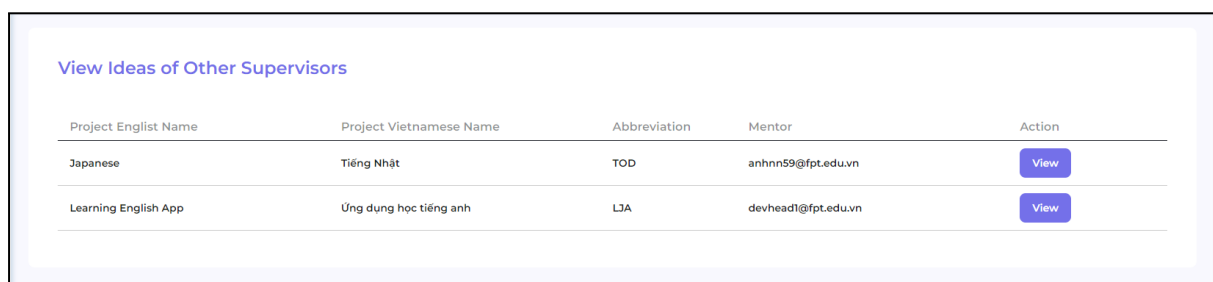 View Ideas of Other Supervisors
Project Englist Name Project Vietnamese Name Abbreviation Mentor Action
Japanese Tiếng Nhật TOD anhnn59@fpt.edu.vn View
Learning English App Ứng dụng học tiếng anh LJA devhead1@fpt.edu.vn View